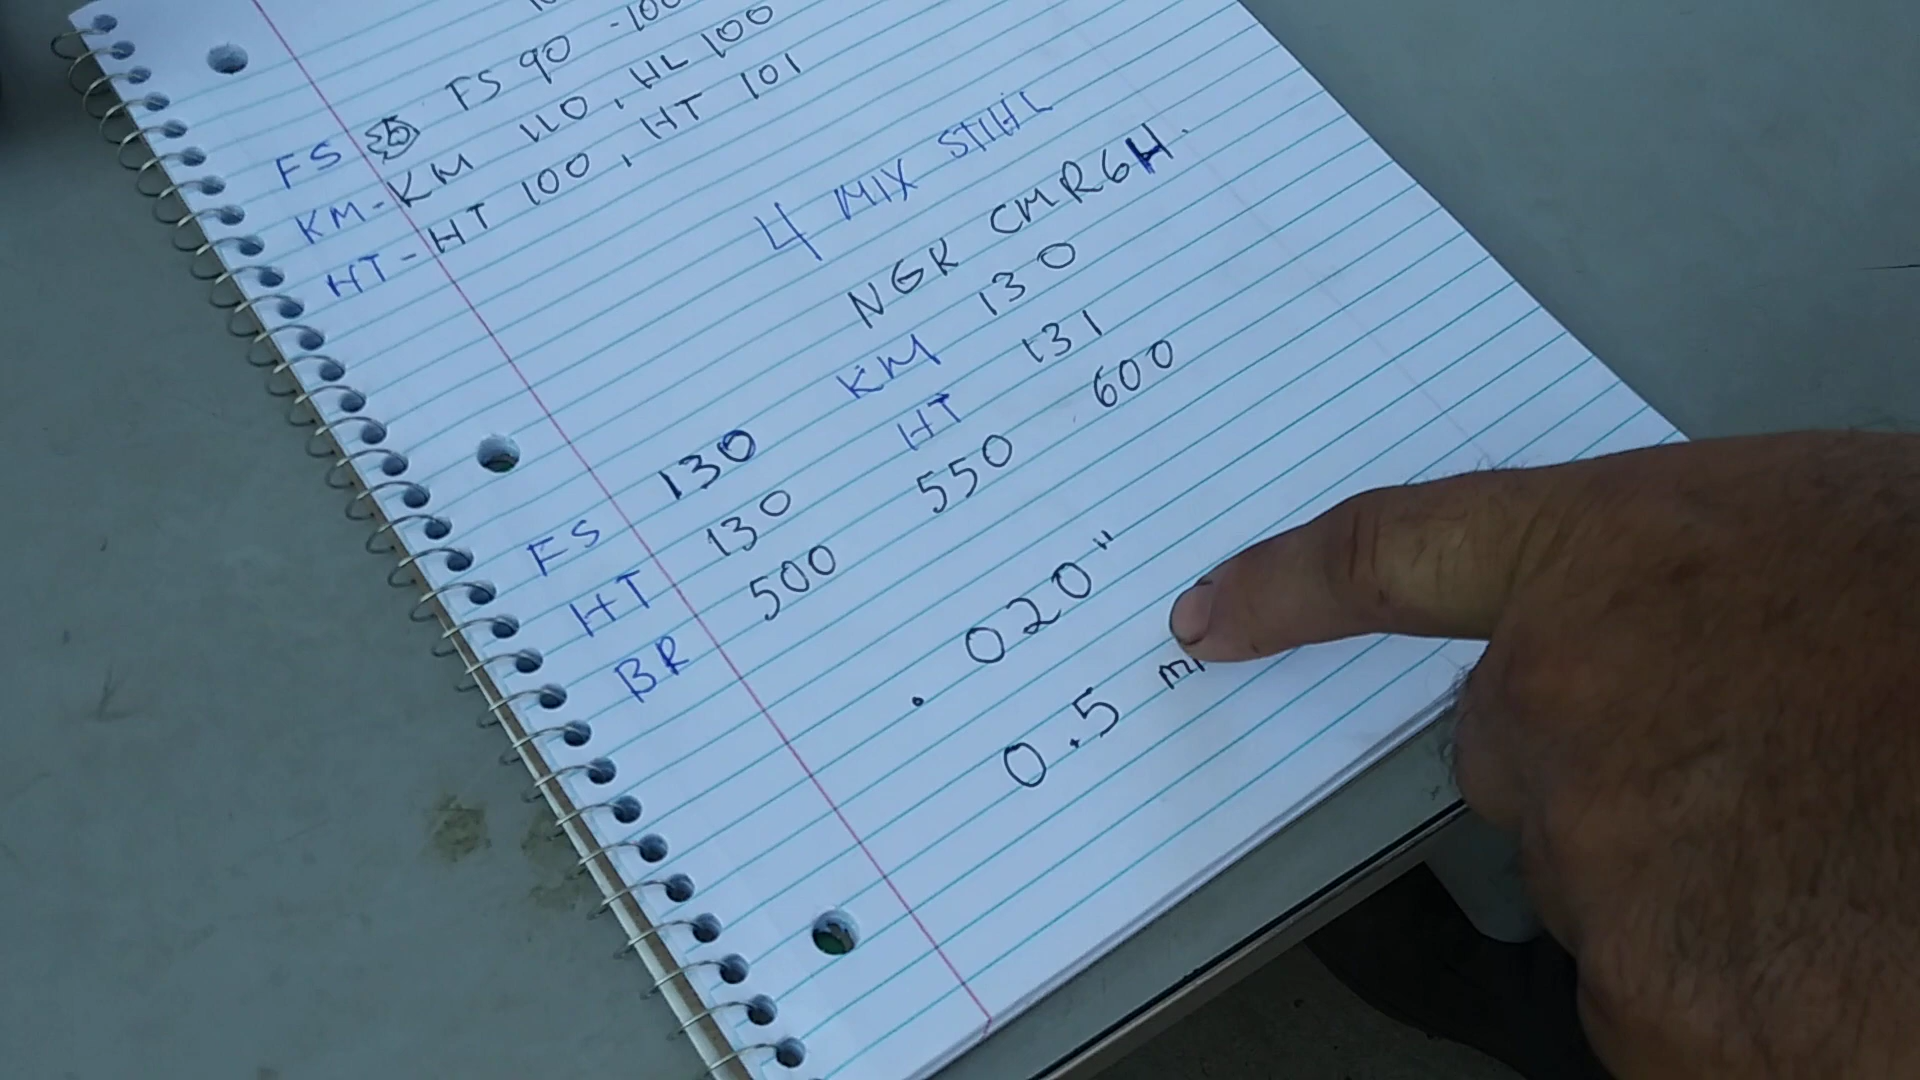 FS FS 90 -100
KM-KM 110, HL 100
HT-HT 100, HT 101
4 MIX STIHL
NGK CMR6H.
FS 130 KM 130
HT 130 HT 131
BR 500 550 600
.020"
0.5